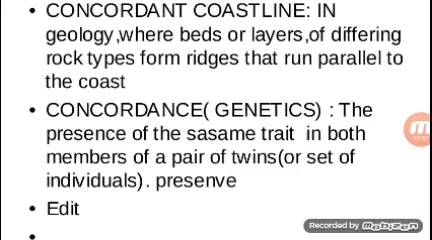 • CONCORDANT COASTLINE: IN
geology,where beds or layers,of differing
rock types form ridges that run parallel to
the coast
• CONCORDANCE( GENETICS) : The
presence of the sasame trait in both
members of a pair of twins(or set of
individuals). presenve
• Edit
•
Recorded by mobizen